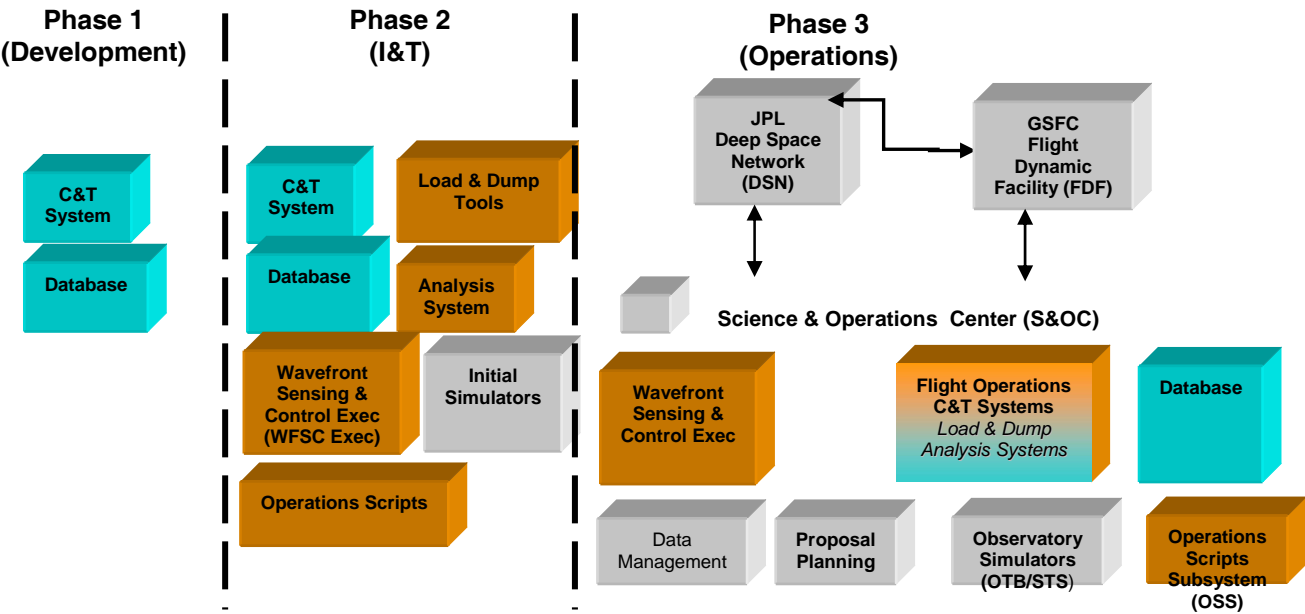 Phase 1
(Development)
Phase 2
(I&T)
Phase 3
(Operations)
C&T
System
Database
C&T
System
Load & Dump
Tools
Database
Analysis
System
Wavefront
Sensing &
Control Exec
(WFSC Exec)
Initial
Simulators
Operations Scripts
JPL
Deep Space
Network
(DSN)
GSFC
Flight
Dynamic
Facility (FDF)
Science & Operations Center (S&OC)
Wavefront
Sensing &
Control Exec
Flight Operations
C&T Systems
Load & Dump
Analysis Systems
Database
Data
Management
Proposal
Planning
Observatory
Simulators
(OTB/STS)
Operations
Scripts
Subsystem
(OSS)